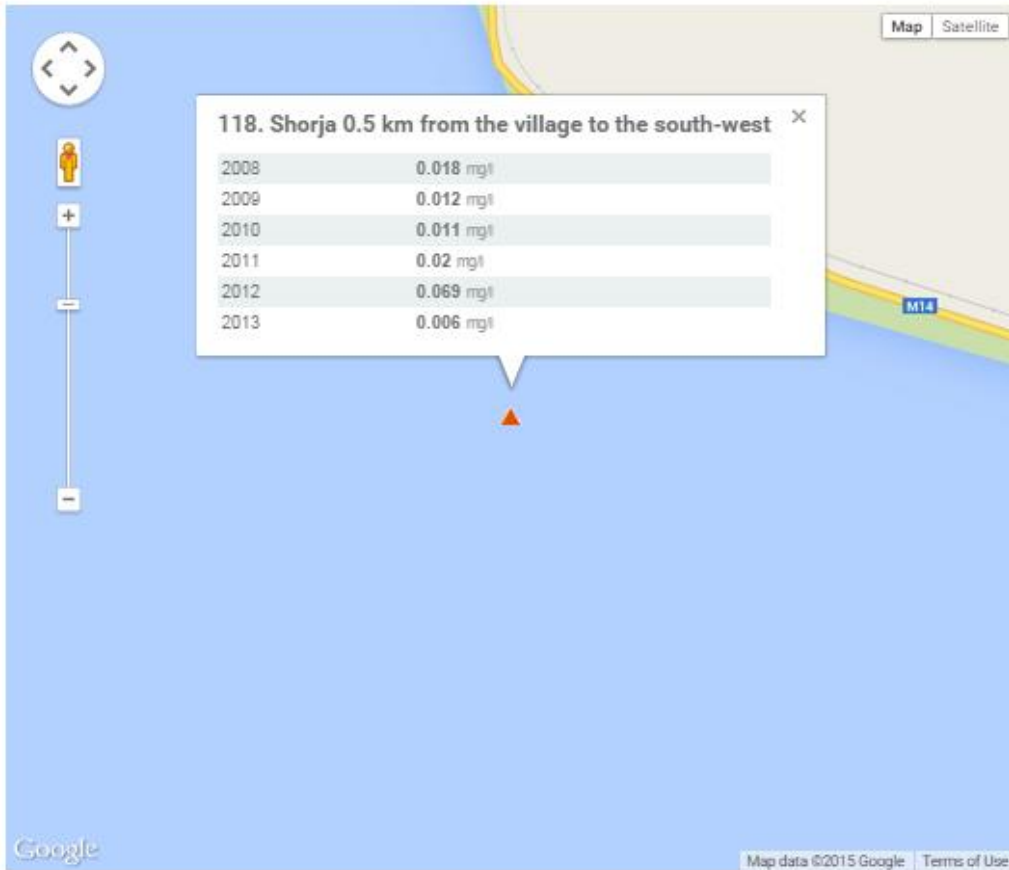 Map Satellite
118. Shorja 0.5 km from the village to the south-west ×
2008 0.018 mg/l
2009 0.012 mg/l
2010 0.011 mg/l
2011 0.02 mg/l
2012 0.069 mg/l
2013 0.006 mg/l
M14
Google
Map data ©2015 Google Terms of Use